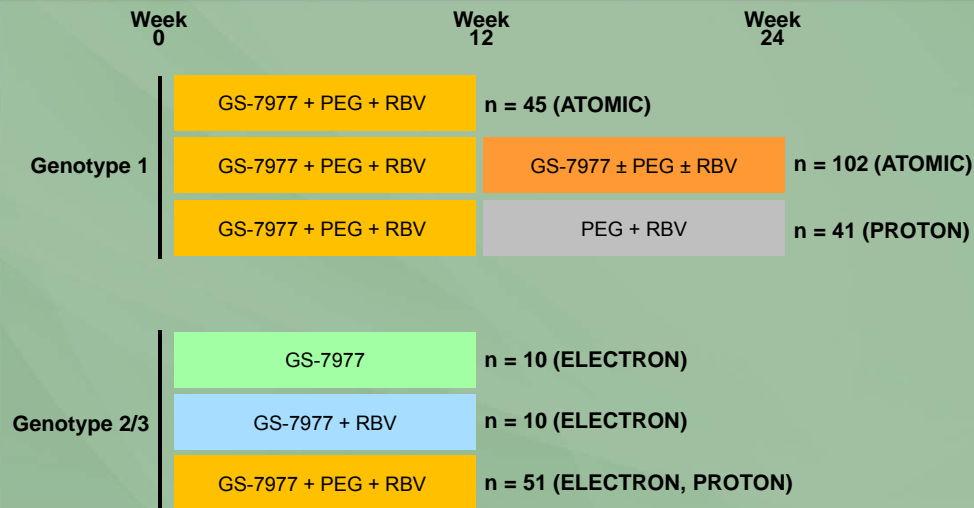 Week
0
Week
12
Week
24
GS-7977 + PEG + RBV
n = 45 (ATOMIC)
Genotype 1
GS-7977 + PEG + RBV
GS-7977 ± PEG ± RBV
n = 102 (ATOMIC)
GS-7977 + PEG + RBV
PEG + RBV
n = 41 (PROTON)
GS-7977
n = 10 (ELECTRON)
Genotype 2/3
GS-7977 + RBV
n = 10 (ELECTRON)
GS-7977 + PEG + RBV
n = 51 (ELECTRON, PROTON)